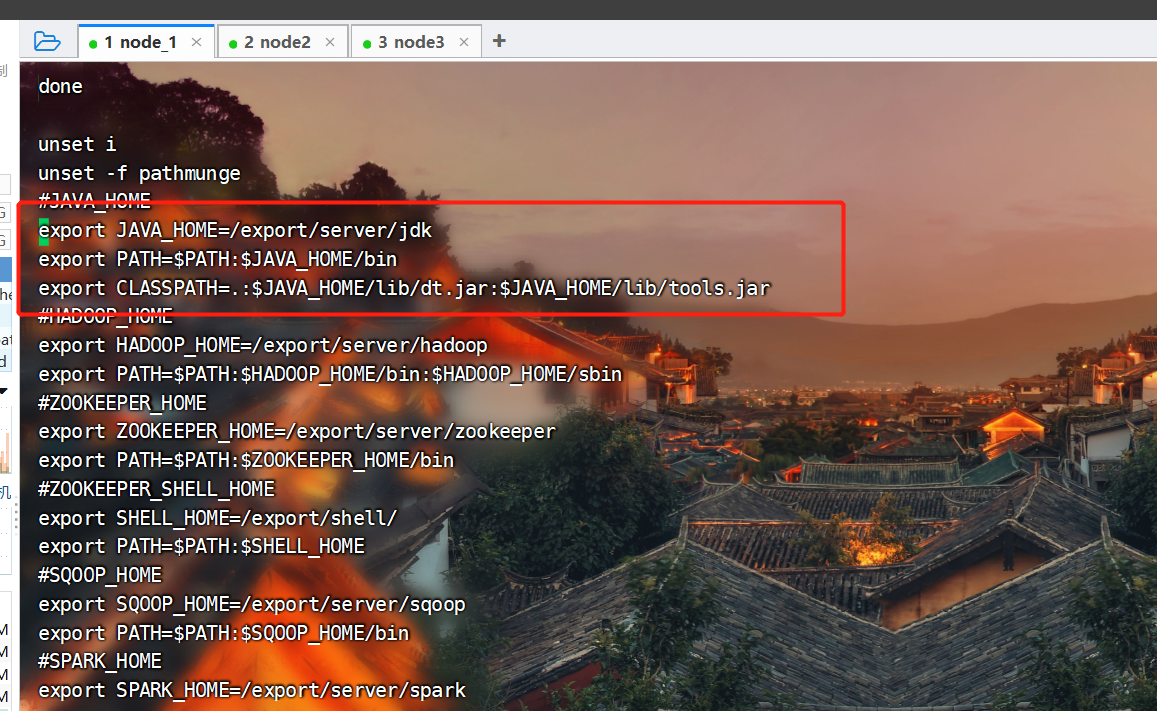 1 node_1 × 2 node2 × 3 node3 × +
制
done
unset i
unset -f pathmunge
#JAVA_HOME
G
export JAVA_HOME=/export/server/jdk
G
export PATH=$PATH:$JAVA_HOME/bin
export CLASSPATH=.:$JAVA_HOME/lib/dt.jar:$JAVA_HOME/lib/tools.jar
he
#HADOOP_HOME
export HADOOP_HOME=/export/server/hadoop
pat
d
export PATH=$PATH:$HADOOP_HOME/bin:$HADOOP_HOME/sbin
#ZOOKEEPER_HOME
export ZOOKEEPER_HOME=/export/server/zookeeper
export PATH=$PATH:$ZOOKEEPER_HOME/bin
#ZOOKEEPER_SHELL_HOME
机
export SHELL_HOME=/export/shell/
export PATH=$PATH:$SHELL_HOME
#SQOOP_HOME
export SQOOP_HOME=/export/server/sqoop
M
export PATH=$PATH:$SQOOP_HOME/bin
M
#SPARK_HOME
M
export SPARK_HOME=/export/server/spark
M